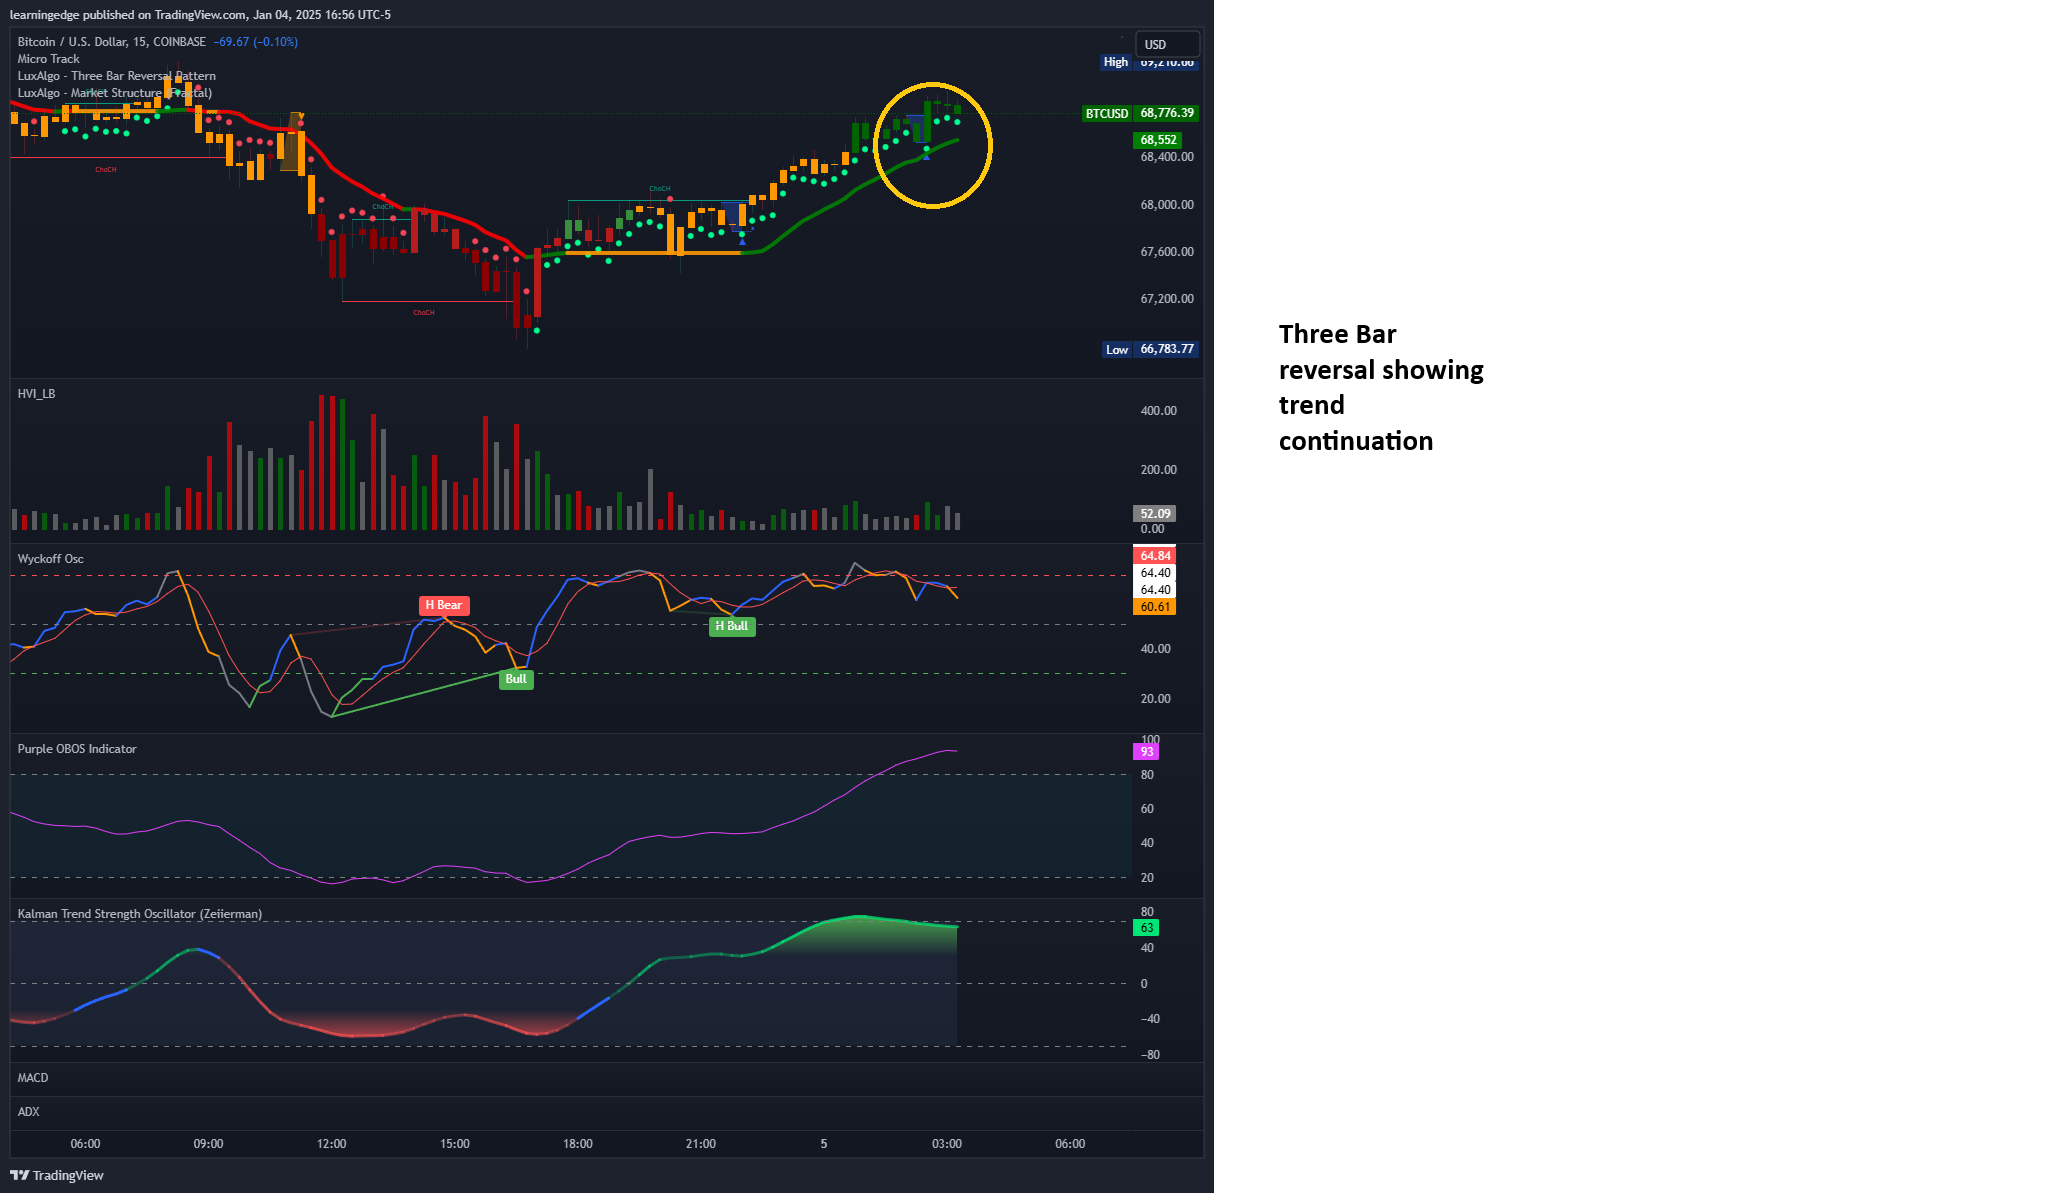 learningedge published on TradingView.com, Jan 04, 2025 16:56 UTC-5
Bitcoin / U.S. Dollar, 15, COINBASE −69.67 (−0.10%)
Micro Track
LuxAlgo - Three Bar Reversal Pattern
LuxAlgo - Market Structure (Fractal)
USD
High 69,210.66
BTCUSD 68,776.39
68,552
68,400.00
68,000.00
67,600.00
67,200.00
Low 66,783.77
ChoCH
ChoCH
ChoCH
ChoCH
HVI_LB
400.00
200.00
52.09
0.00
Wyckoff Osc
H Bear
Bull
H Bull
64.84
64.40
64.40
60.61
40.00
20.00
Purple OBOS Indicator
100
93
80
60
40
20
Kalman Trend Strength Oscillator (Zeiierman)
80
63
40
0
−40
−80
MACD
ADX
06:00 09:00 12:00 15:00 18:00 21:00 5 03:00 06:00
TradingView
Three Bar
reversal showing
trend
continuation